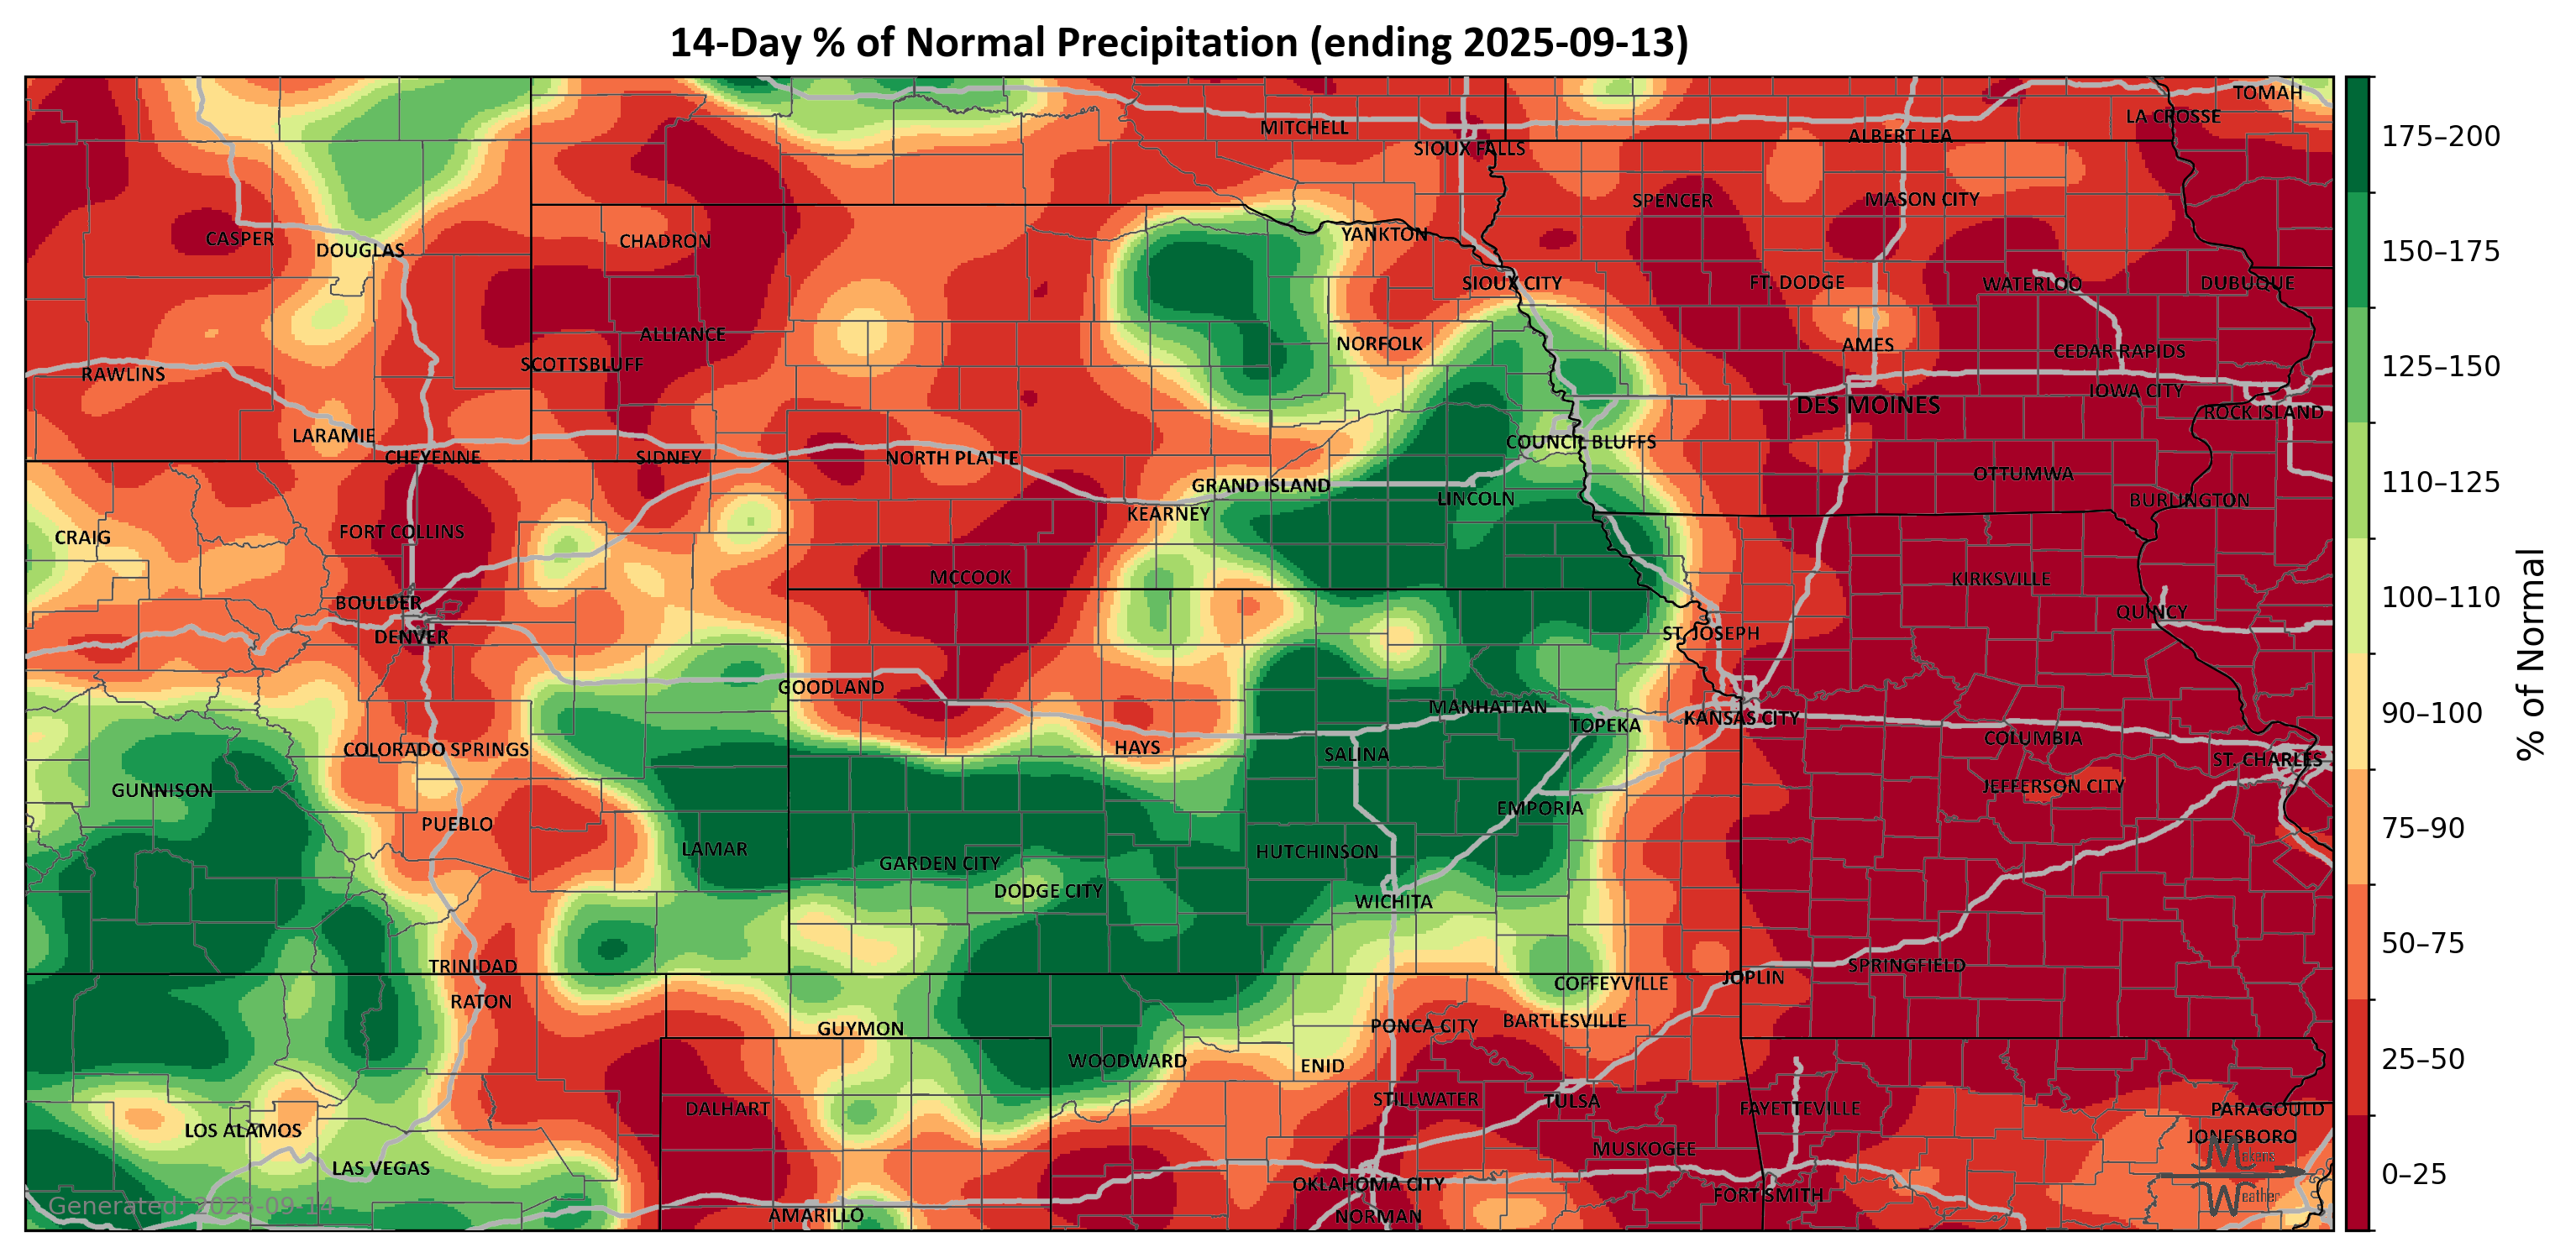 14-Day % of Normal Precipitation (ending 2025-09-13)
TOMAH
LA CROSSE
MITCHELL
ALBERT LEA
SIOUX FALLS
SPENCER
MASON CITY
CASPER
CHADRON
YANKTON
DOUGLAS
SIOUX CITY
FT. DODGE
WATERLOO
DUBUQUE
ALLIANCE
NORFOLK
AMES
CEDAR RAPIDS
SCOTTSBLUFF
RAWLINS
IOWA CITY
DES MOINES
ROCK ISLAND
LARAMIE
COUNCIL BLUFFS
CHEYENNE
SIDNEY
NORTH PLATTE
OTTUMWA
GRAND ISLAND
LINCOLN
BURLINGTON
KEARNEY
CRAIG
FORT COLLINS
MCCOOK
KIRKSVILLE
BOULDER
QUINCY
DENVER
ST. JOSEPH
GOODLAND
MANHATTAN
TOPEKA
KANSAS CITY
COLUMBIA
COLORADO SPRINGS
HAYS
SALINA
ST. CHARLES
GUNNISON
JEFFERSON CITY
EMPORIA
PUEBLO
LAMAR
HUTCHINSON
GARDEN CITY
DODGE CITY
WICHITA
TRINIDAD
SPRINGFIELD
JOPLIN
COFFEYVILLE
RATON
GUYMON
PONCA CITY
BARTLESVILLE
WOODWARD
ENID
DALHART
STILLWATER
TULSA
FAYETTEVILLE
PARAGOULD
LOS ALAMOS
JONESBORO
MUSKOGEE
Makens
LAS VEGAS
OKLAHOMA CITY
FORT SMITH
Weather
Generated: 2025-09-14
AMARILLO
NORMAN
175–200
150–175
125–150
110–125
100–110
90–100
75–90
50–75
25–50
0–25
% of Normal